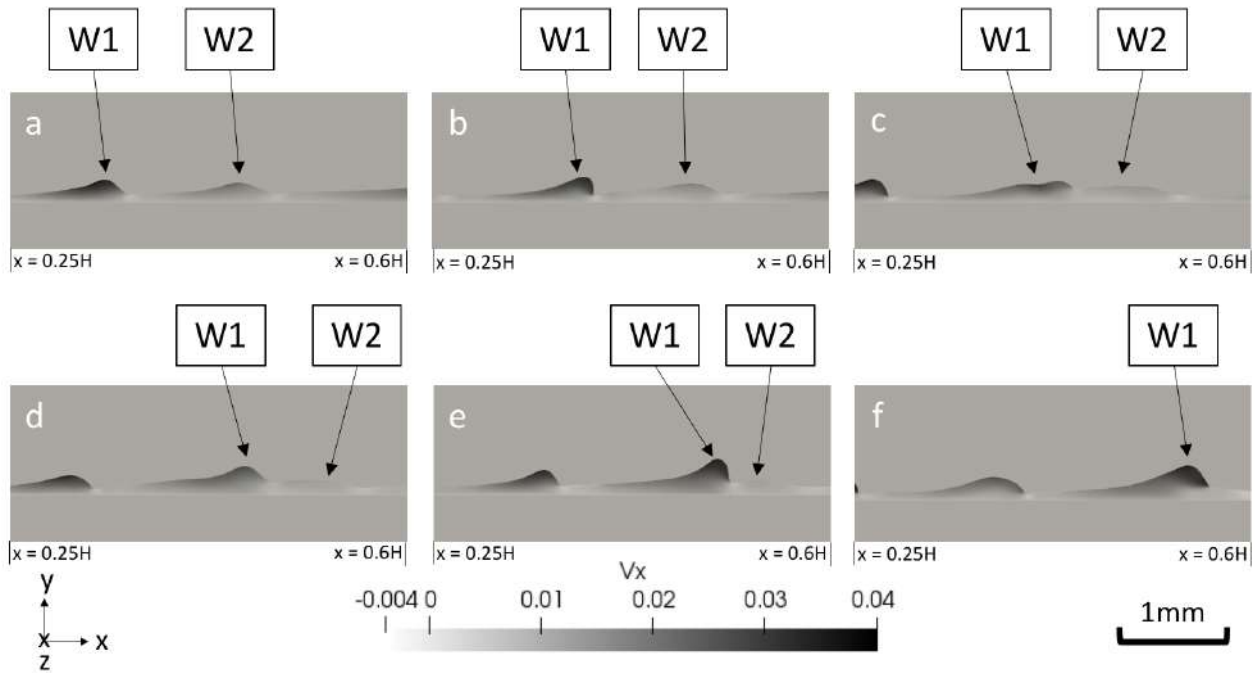 W1 W2 W1 W2 W1 W2
a b c
x = 0.25H x = 0.6H x = 0.25H x = 0.6H x = 0.25H x = 0.6H
W1 W2 W1 W2 W1
d e f
x = 0.25H x = 0.6H x = 0.25H x = 0.6H x = 0.25H x = 0.6H
Vx
-0.004 0 0.01 0.02 0.03 0.04
1mm
y
x x
z